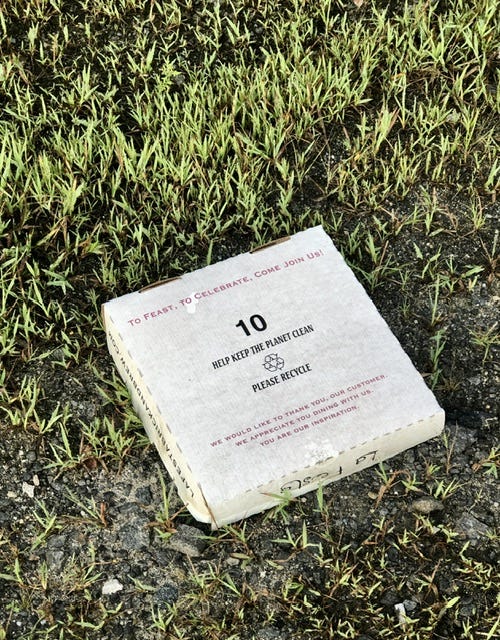 TO FEAST, TO CELEBRATE, COME JOIN US!
10
HELP KEEP THE PLANET CLEAN
PLEASE RECYCLE
WE WOULD LIKE TO THANK YOU, OUR CUSTOMER.
WE APPRECIATE YOU DINING WITH US.
YOU ARE OUR INSPIRATION.